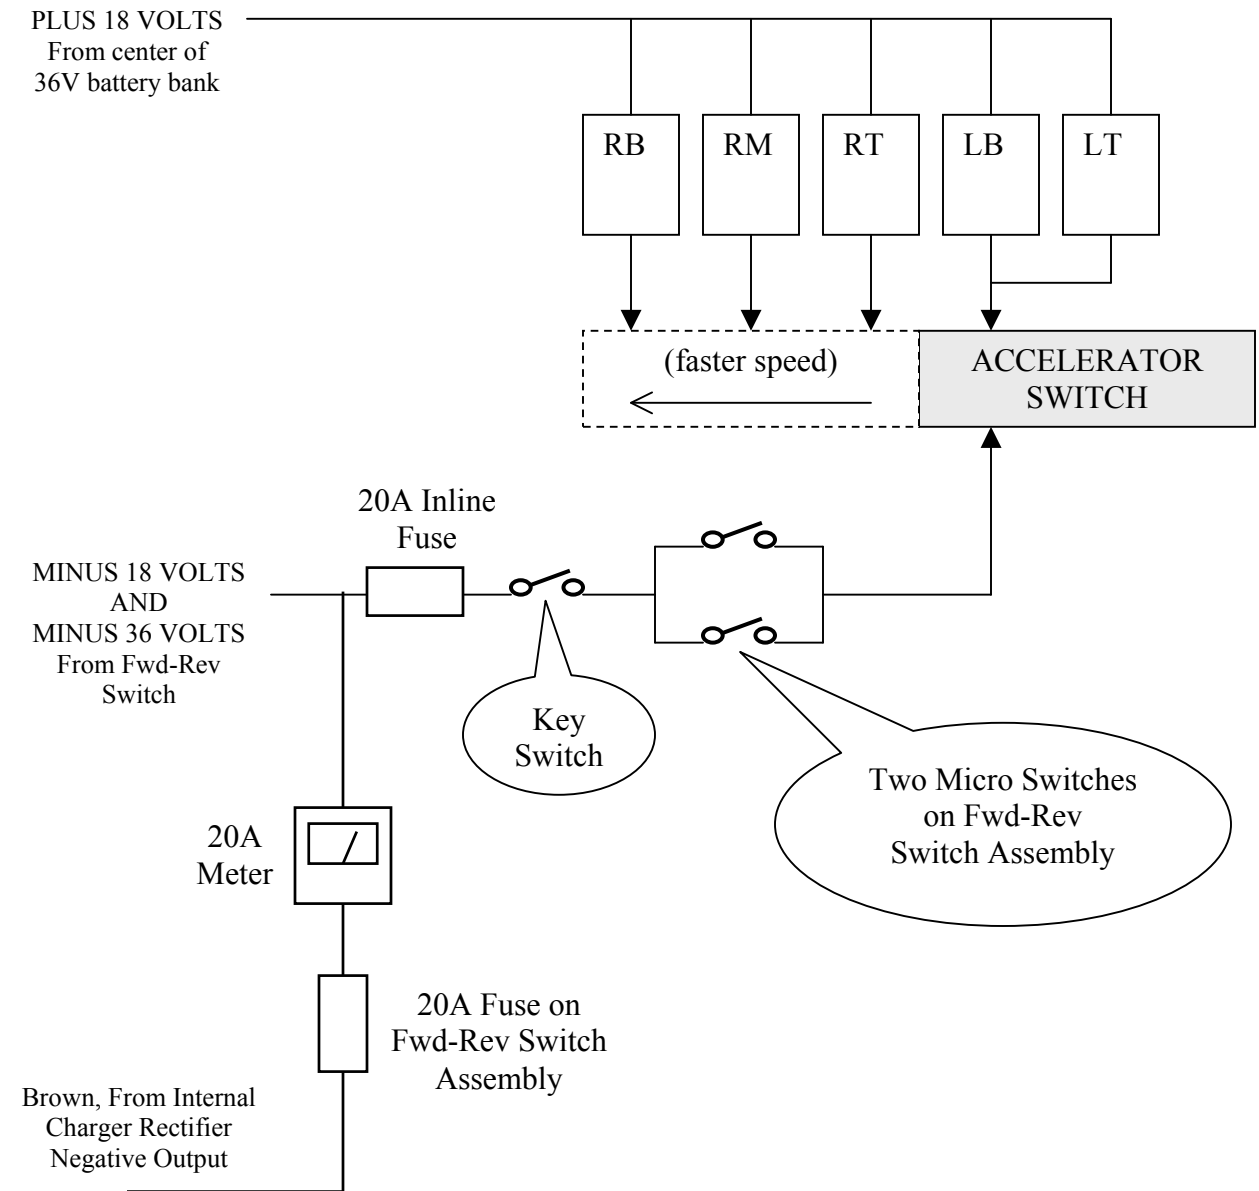 PLUS 18 VOLTS
From center of
36V battery bank
RB
RM
RT
LB
LT
(faster speed)
ACCELERATOR
SWITCH
20A Inline
Fuse
MINUS 18 VOLTS
AND
MINUS 36 VOLTS
From Fwd-Rev
Switch
Key
Switch
Two Micro Switches
on Fwd-Rev
Switch Assembly
20A
Meter
20A Fuse on
Fwd-Rev Switch
Assembly
Brown, From Internal
Charger Rectifier
Negative Output